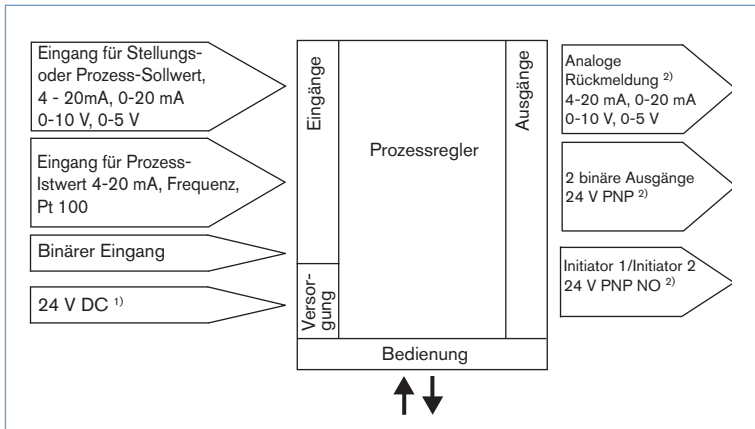 Eingang für Stellungs-
oder Prozess-Sollwert,
4 - 20mA, 0-20 mA
0-10 V, 0-5 V
Eingang für Prozess-
Istwert 4-20 mA, Frequenz,
Pt 100
Binärer Eingang
24 V DC 1)
Eingänge
Versor-
gung
Prozessregler
Bedienung
Ausgänge
Analoge
Rückmeldung 2)
4-20 mA, 0-20 mA
0-10 V, 0-5 V
2 binäre Ausgänge
24 V PNP 2)
Initiator 1/Initiator 2
24 V PNP NO 2)